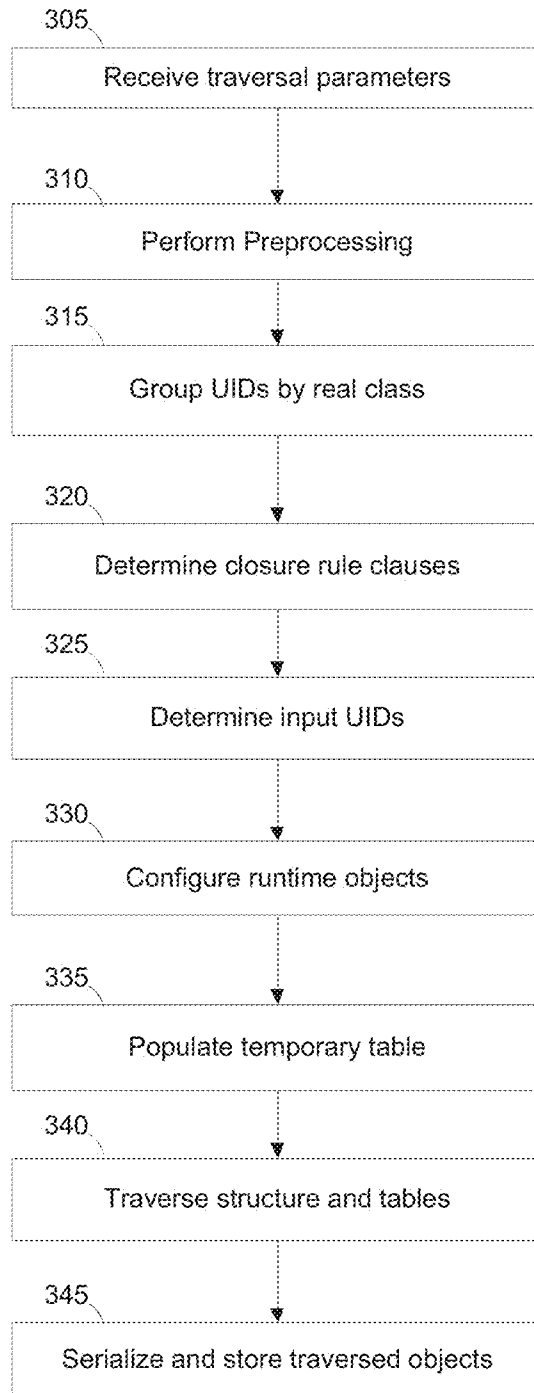 305
Receive traversal parameters
310
Perform Preprocessing
315
Group UIDs by real class
320
Determine closure rule clauses
325
Determine input UIDs
330
Configure runtime objects
335
Populate temporary table
340
Traverse structure and tables
345
Serialize and store traversed objects